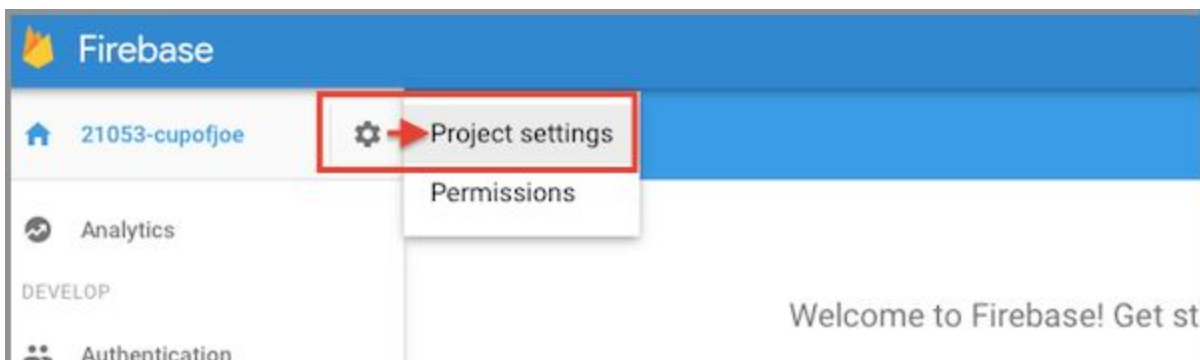 Firebase
21053-cupofjoe
Project settings
Permissions
Analytics
DEVELOP
Welcome to Firebase! Get st
Authentication